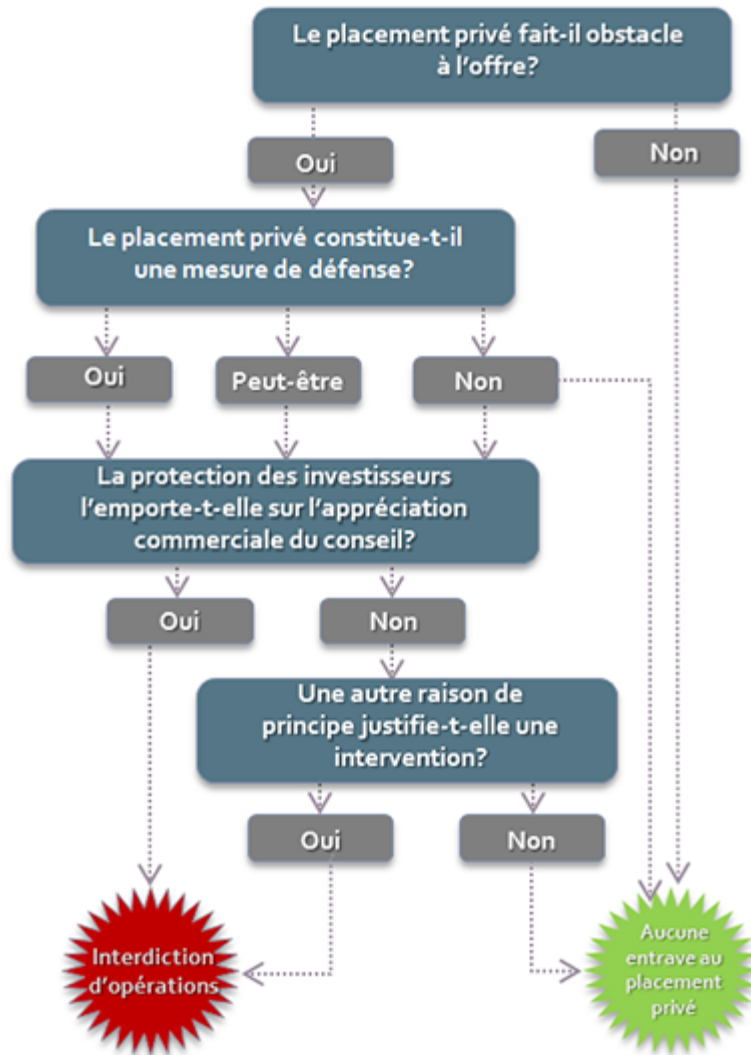 Le placement privé fait-il obstacle
à l'offre?
Oui
Non
Le placement privé constitue-t-il
une mesure de défense?
Oui
Peut-être
Non
La protection des investisseurs
l'emporte-t-elle sur l'appréciation
commerciale du conseil?
Oui
Non
Une autre raison de
principe justifie-t-elle une
intervention?
Oui
Non
Interdiction
d'opérations
Aucune
entrave au
placement
privé